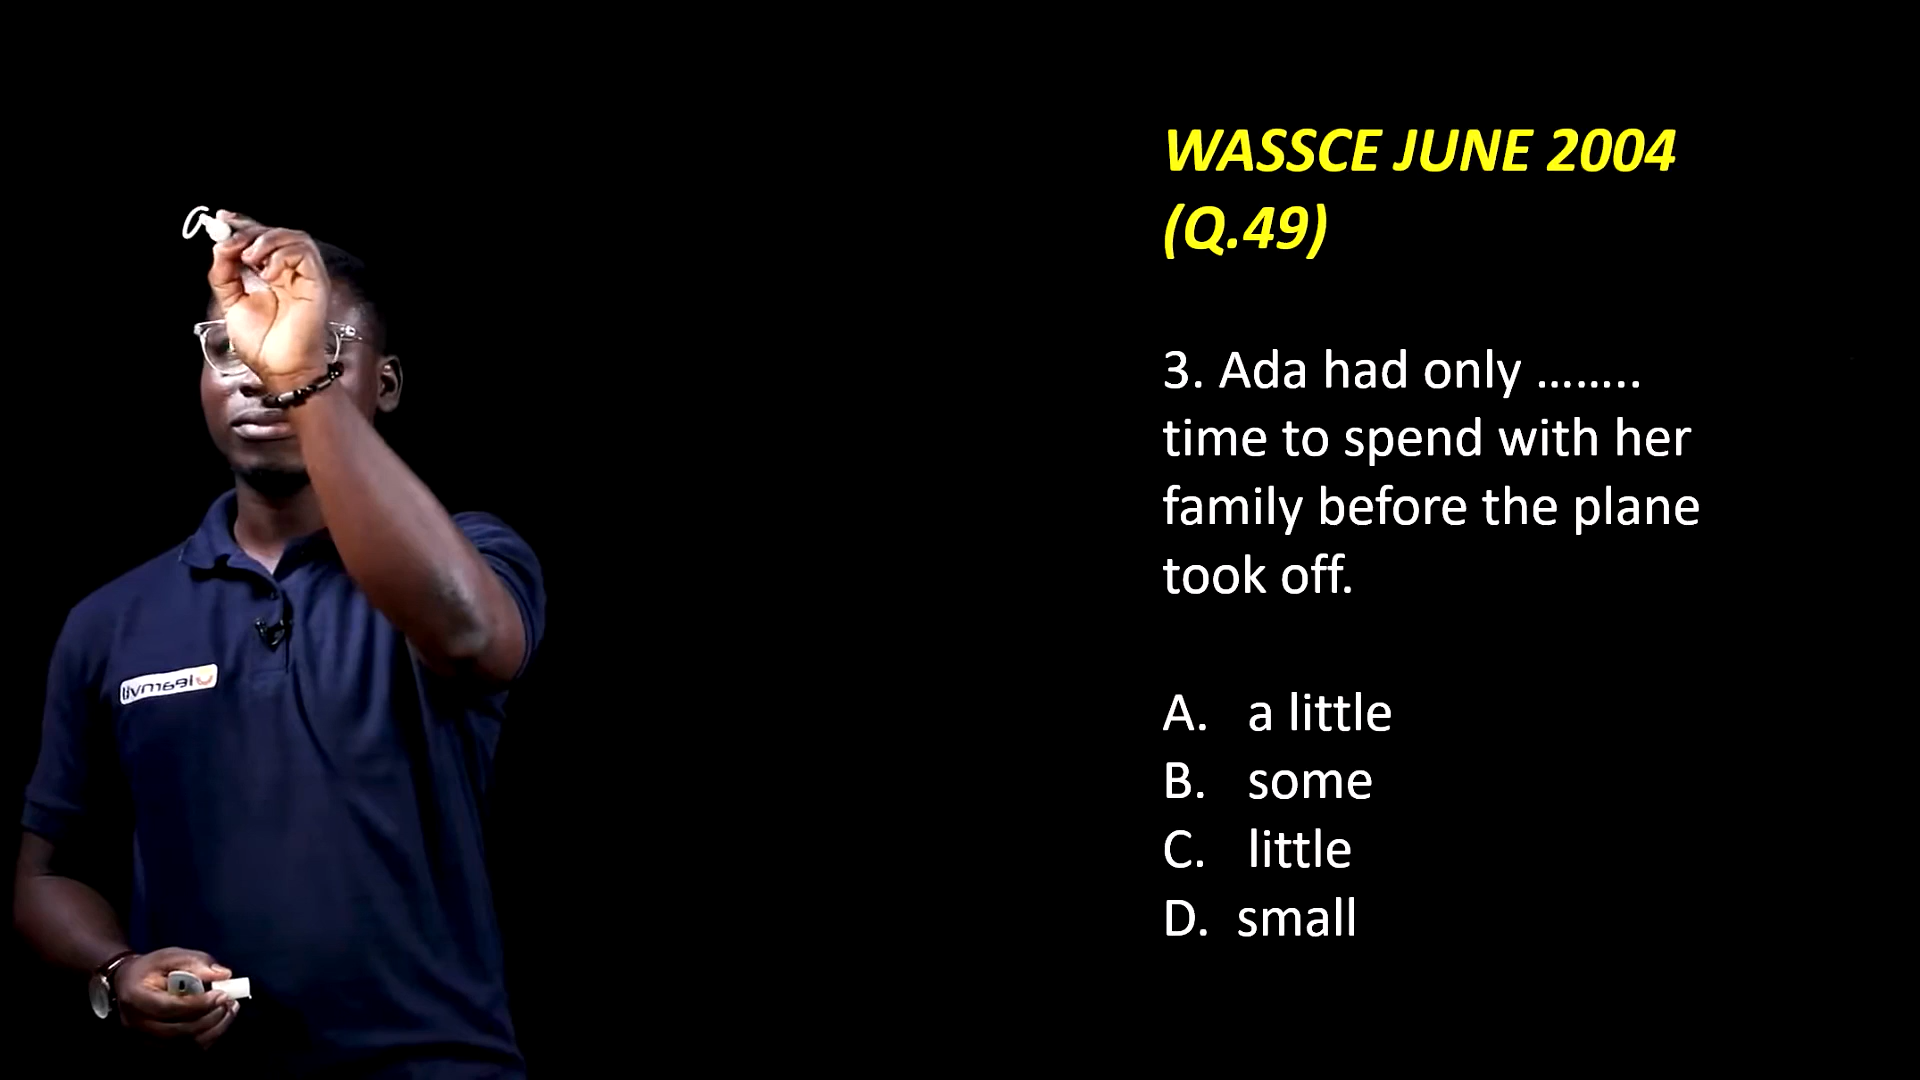 WASSCE JUNE 2004
(Q.49)
3. Ada had only ........
time to spend with her
family before the plane
took off.
A. a little
B. some
C. little
D. small